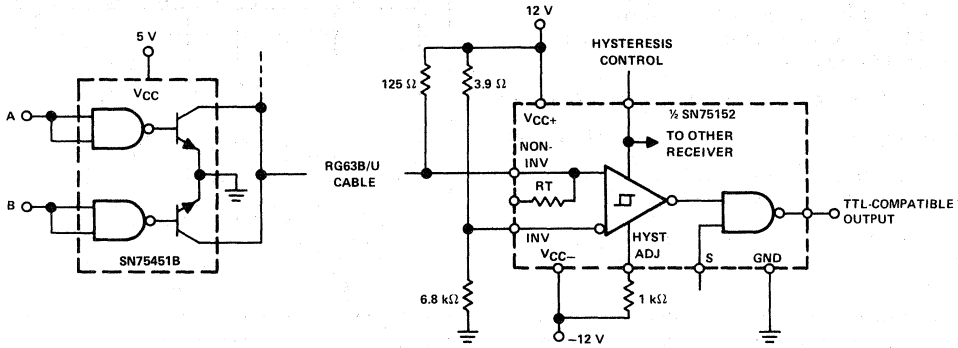 5 V
VCC
A
B
SN75451B
RG63B/U
CABLE
12 V
125 Ω
3.9 Ω
HYSTERESIS
CONTROL
VCC+
½ SN75152
TO OTHER
RECEIVER
NON-
INV
RT
INV
VCC–
HYST
ADJ
S
GND
TTL-COMPATIBLE
OUTPUT
6.8 kΩ
1 kΩ
–12 V